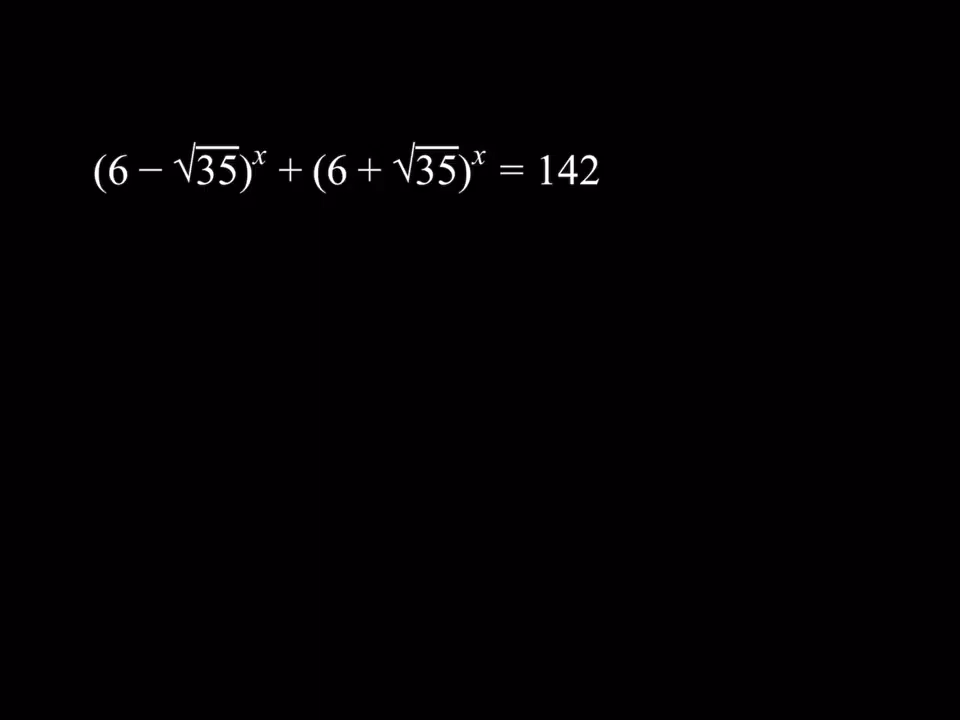 (6 − √35)ˣ + (6 + √35)ˣ = 142